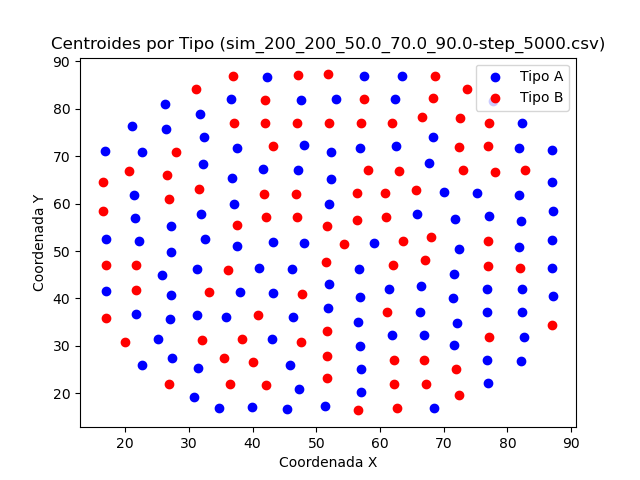 Centroides por Tipo (sim_200_200_50.0_70.0_90.0-step_5000.csv)
Tipo A
Tipo B
Coordenada Y
90
80
70
60
50
40
30
20
20 30 40 50 60 70 80 90
Coordenada X